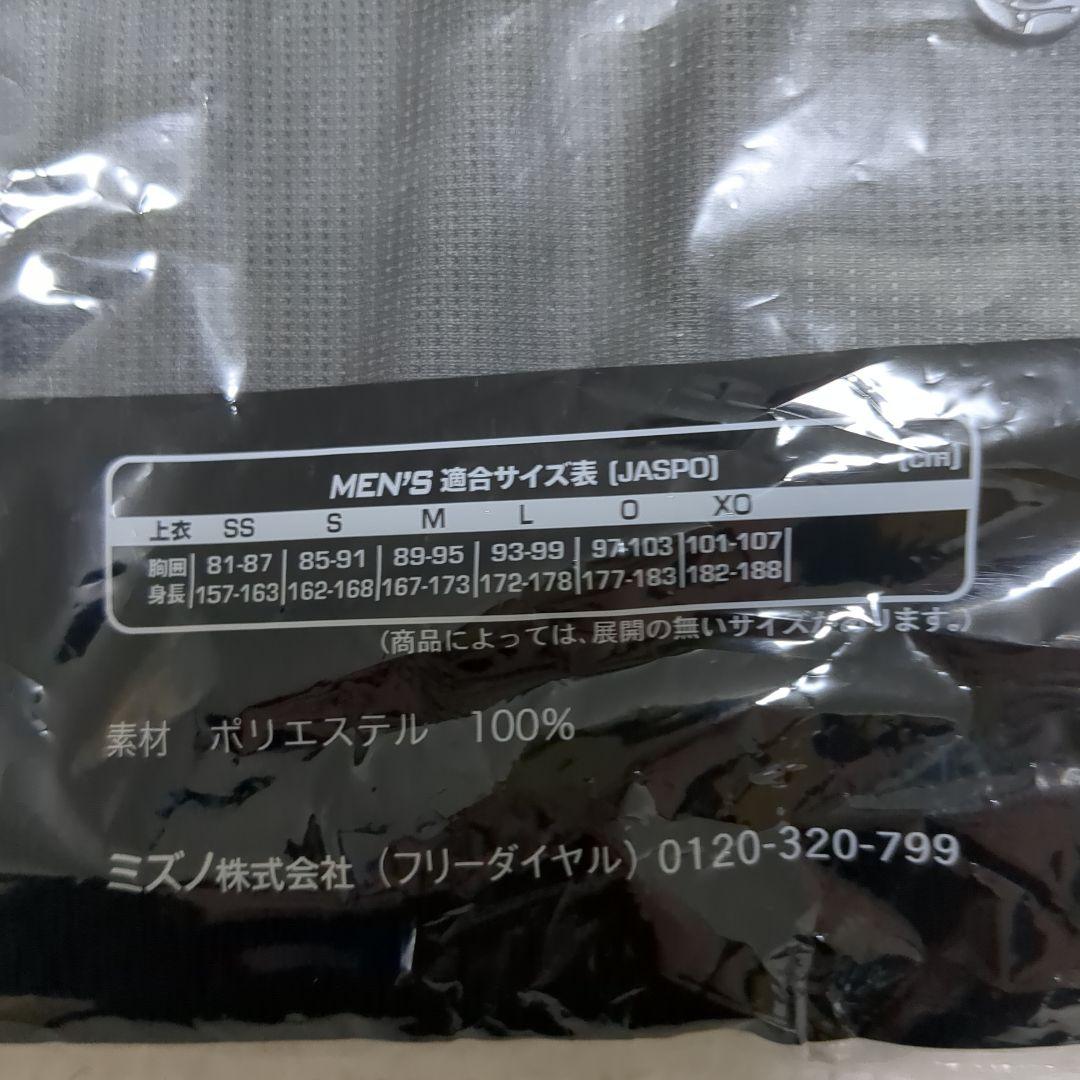 MEN'S 適合サイズ表 [JASPO] [cm]
上衣 SS S M L O XO
胸囲 81-87 85-91 89-95 93-99 97-103 101-107
身長 157-163 162-168 167-173 172-178 177-183 182-188
(商品によっては、展開の無いサイズがあります。)
素材 ポリエステル 100%
ミズノ株式会社 (フリーダイヤル) 0120-320-799